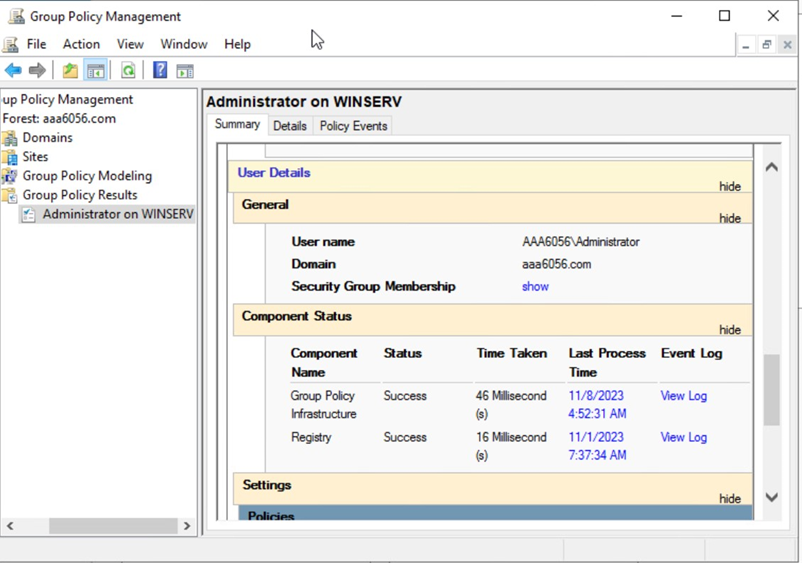 Group Policy Management
File Action View Window Help
up Policy Management
Forest: aaa6056.com
Domains
Sites
Group Policy Modeling
Group Policy Results
Administrator on WINSERV
Administrator on WINSERV
Summary Details Policy Events
User Details
hide
General
hide
User name AAA6056\Administrator
Domain aaa6056.com
Security Group Membership show
Component Status
hide
Component Name Status Time Taken Last Process Time Event Log
Group Policy Infrastructure Success 46 Millisecond(s) 11/8/2023 4:52:31 AM View Log
Registry Success 16 Millisecond(s) 11/1/2023 7:37:34 AM View Log
Settings
hide
Policies